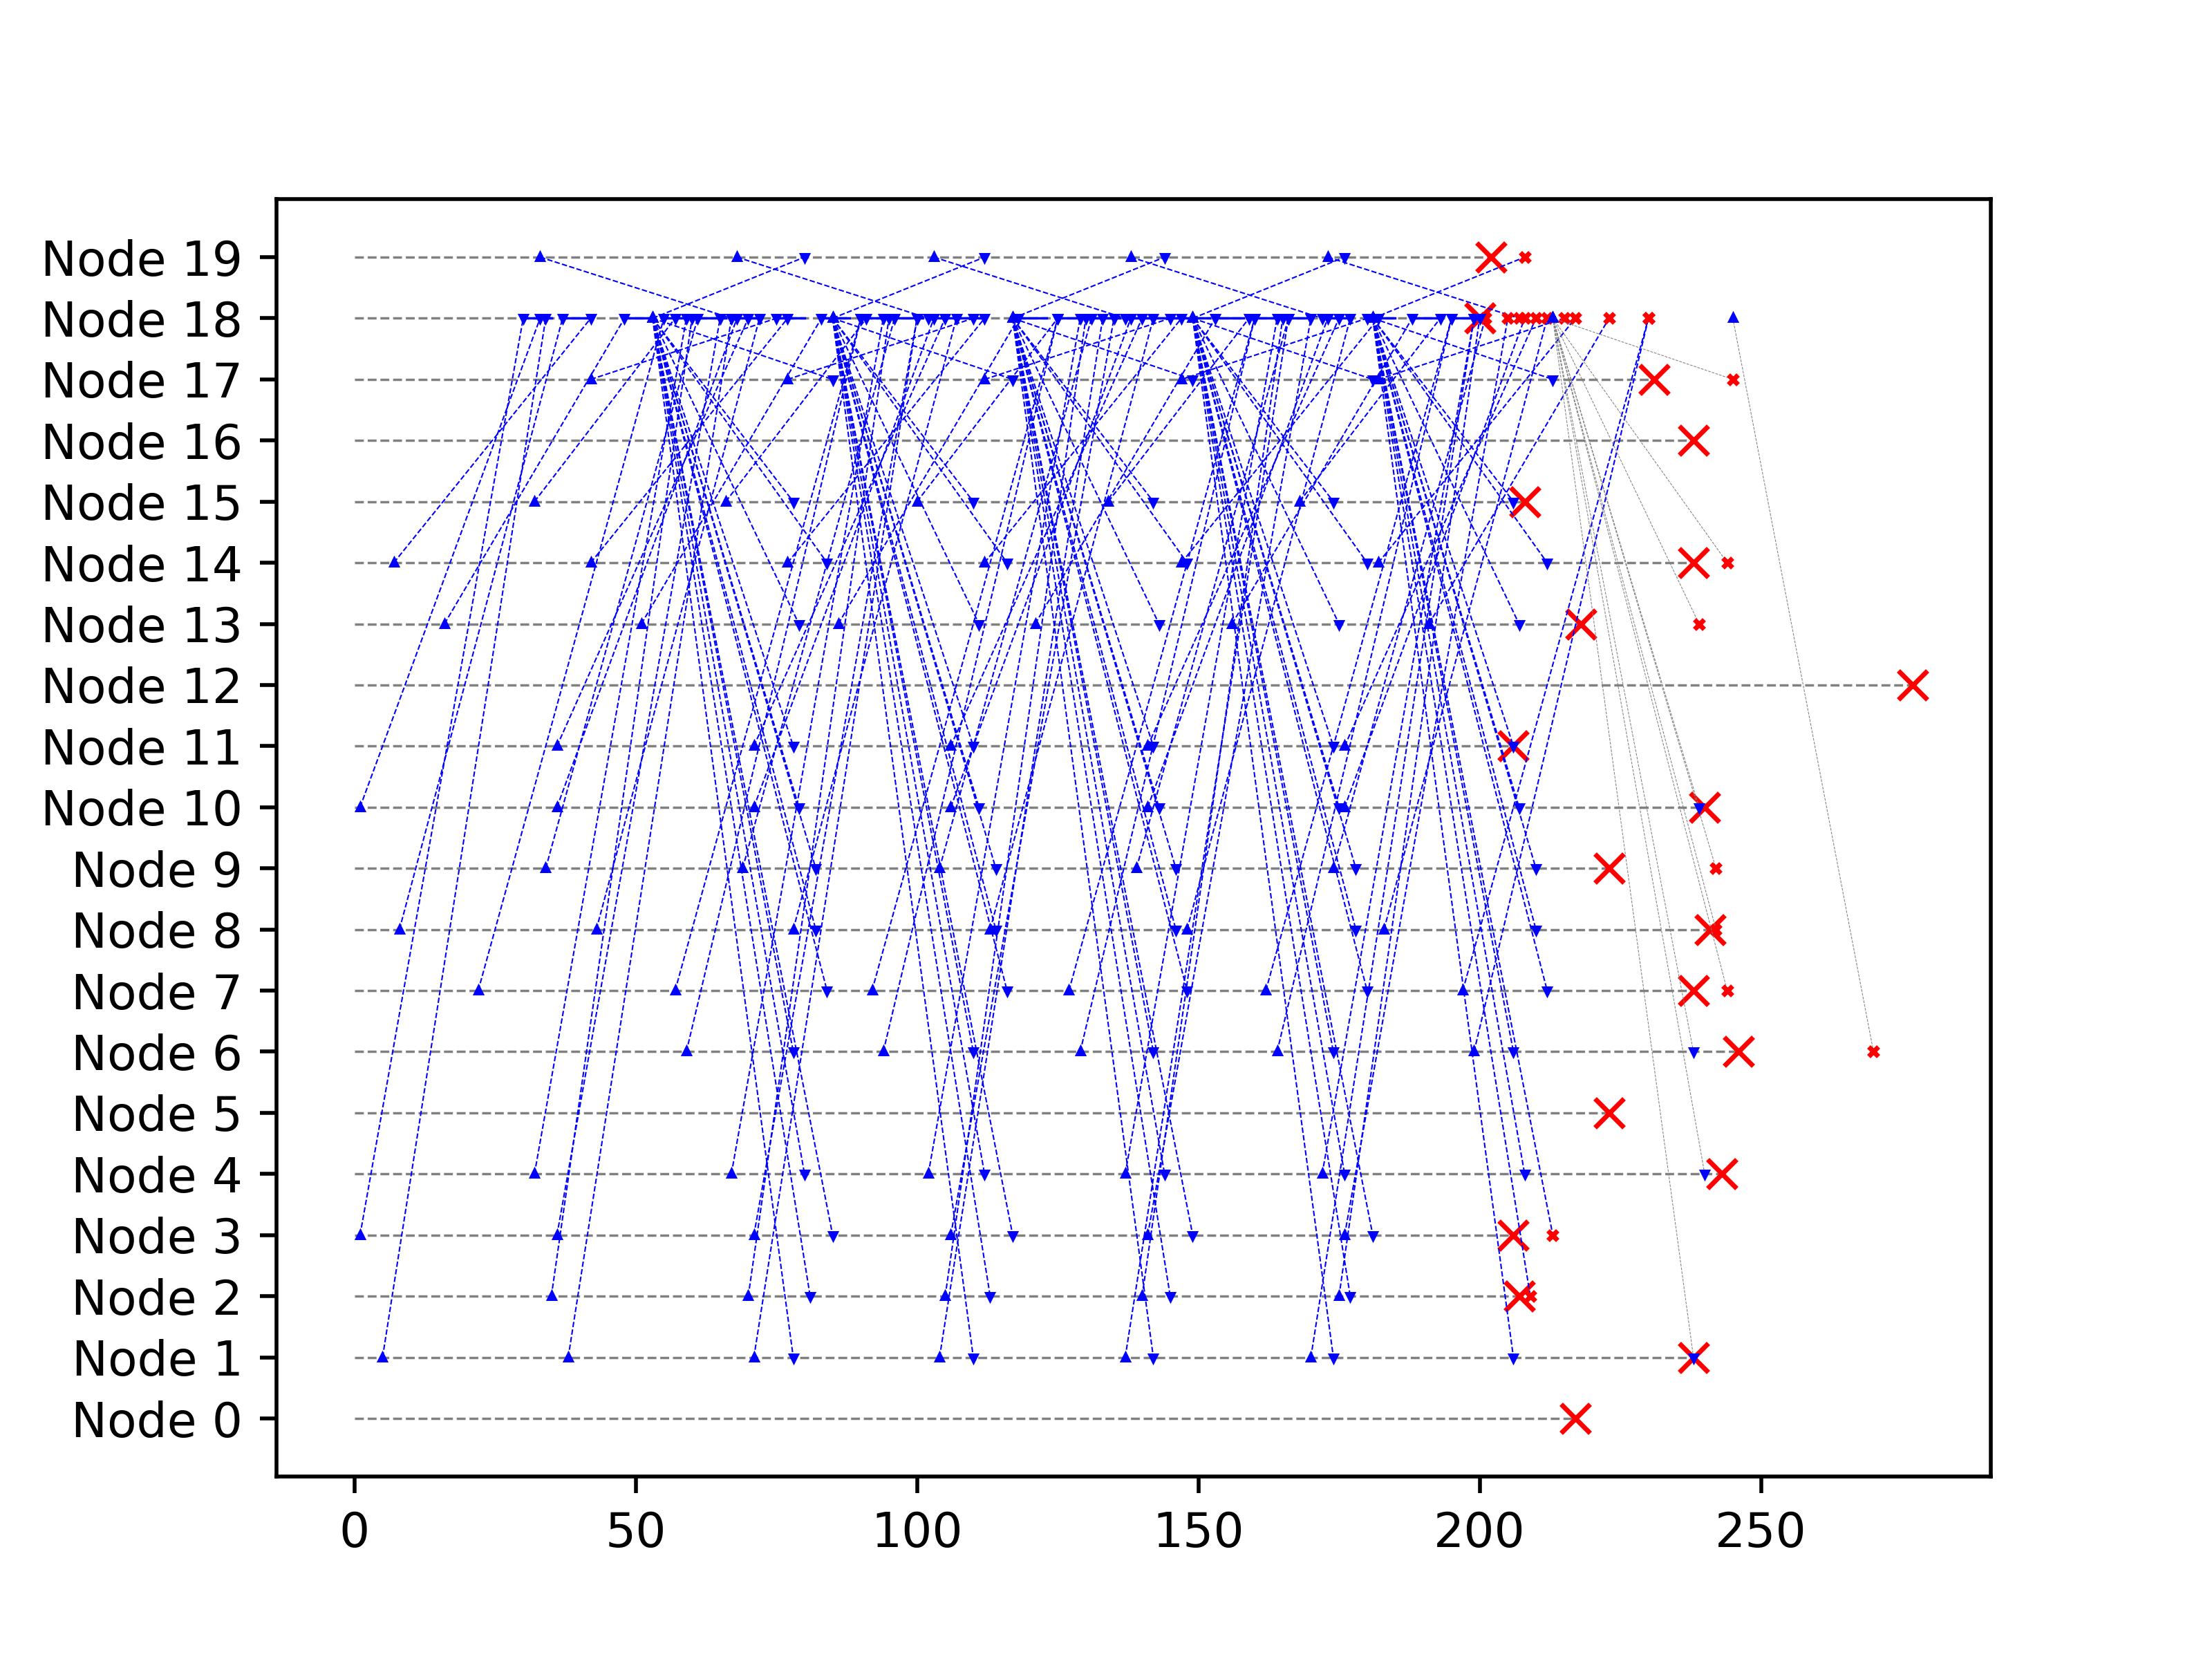 Node 19
Node 18
Node 17
Node 16
Node 15
Node 14
Node 13
Node 12
Node 11
Node 10
Node 9
Node 8
Node 7
Node 6
Node 5
Node 4
Node 3
Node 2
Node 1
Node 0
0 50 100 150 200 250